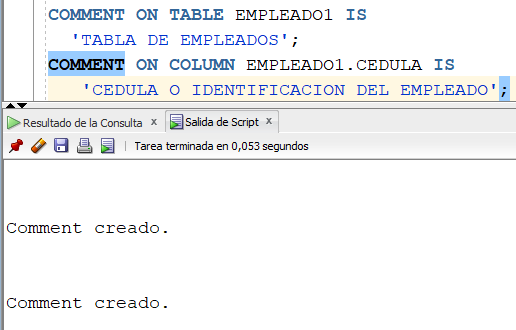 COMMENT ON TABLE EMPLEADO1 IS
'TABLA DE EMPLEADOS';
COMMENT ON COLUMN EMPLEADO1.CEDULA IS
'CEDULA O IDENTIFICACION DEL EMPLEADO';
Resultado de la Consulta x Salida de Script x
Tarea terminada en 0,053 segundos
Comment creado.
Comment creado.